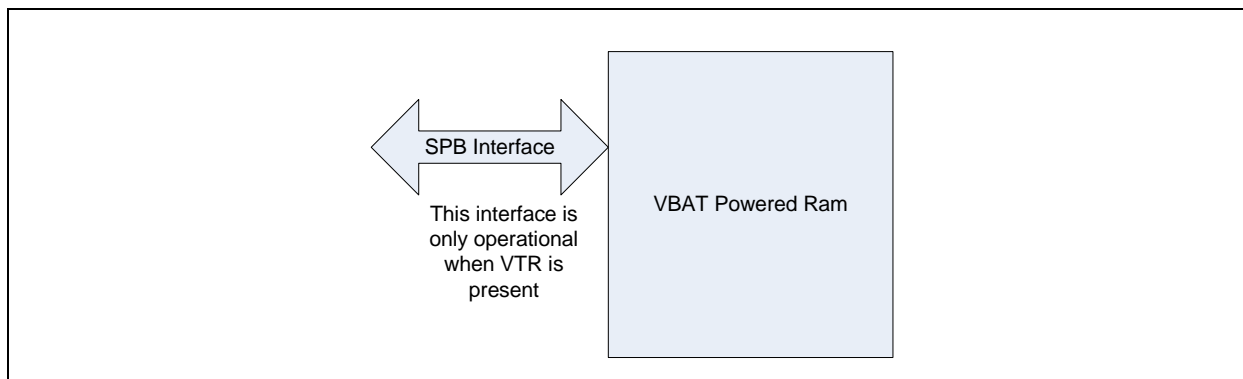 SPB Interface
This interface is
only operational
when VTR is
present
VBAT Powered Ram